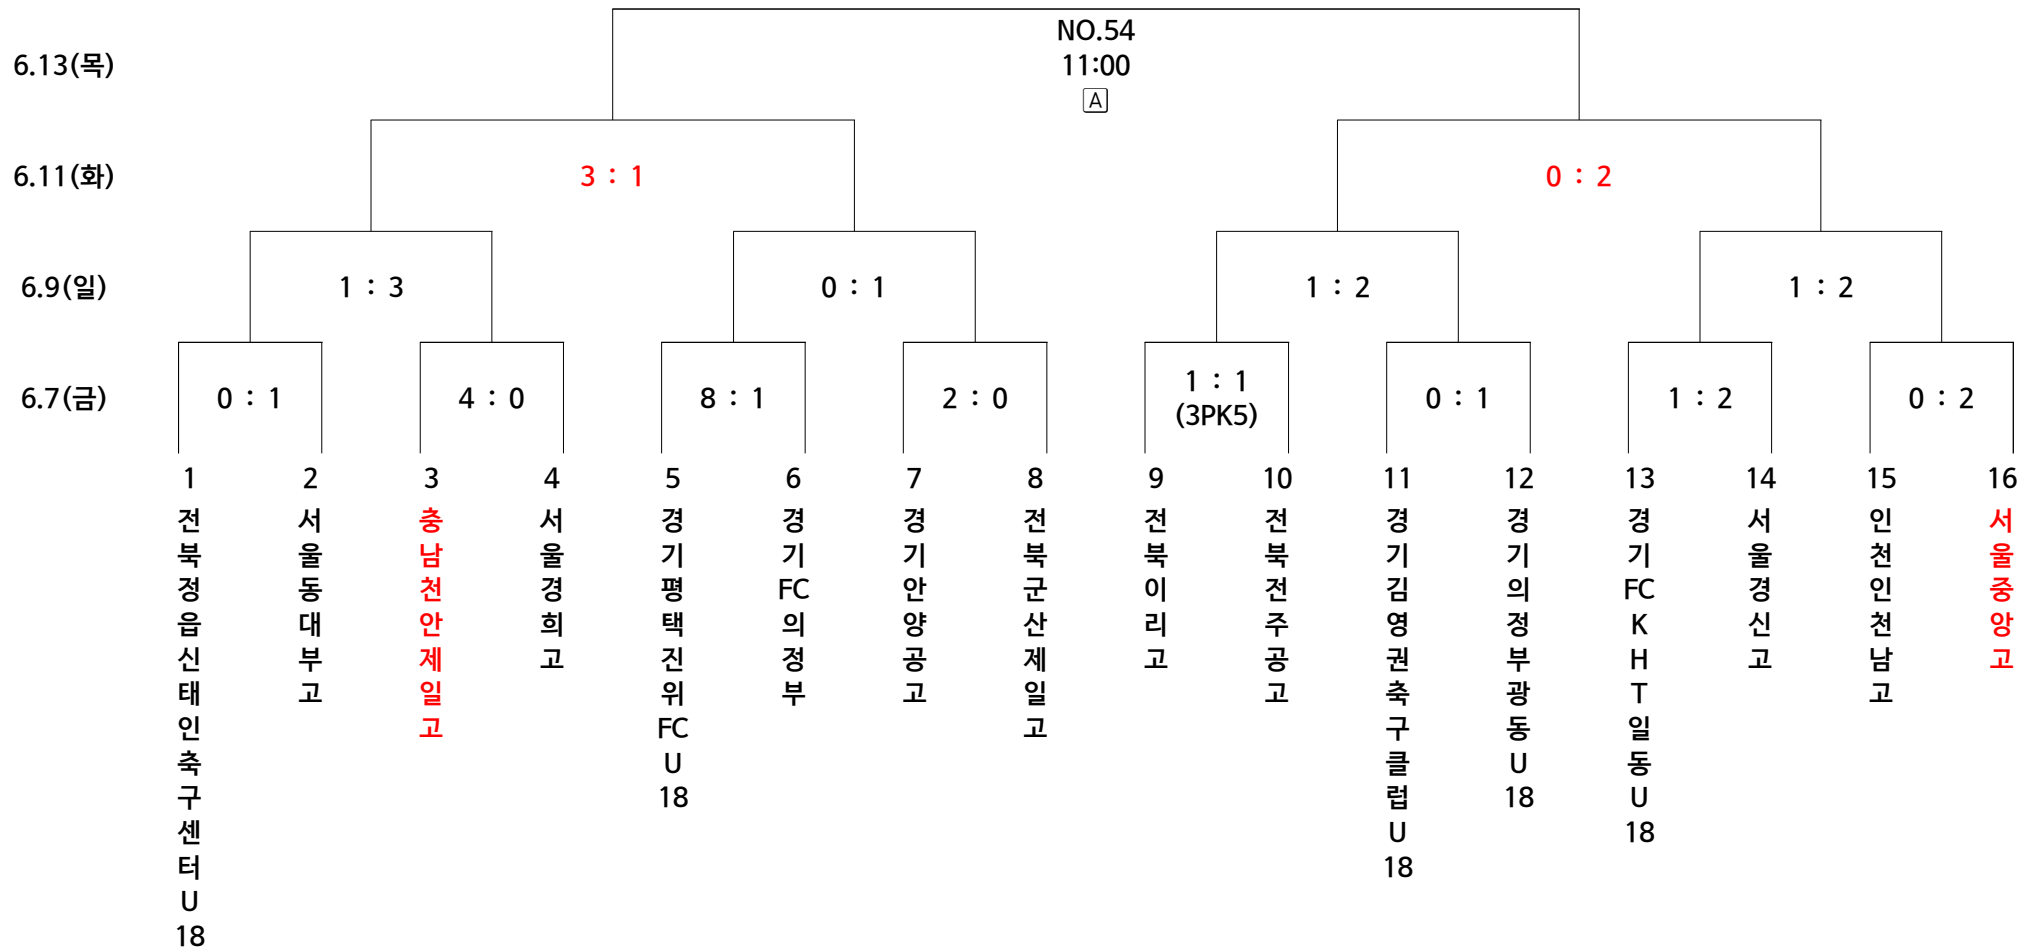 NO.54
6.13(목)
11:00
A
6.11(화)
3 : 1
0 : 2
6.9(일)
1 : 3
0 : 1
1 : 2
1 : 2
6.7(금)
0 : 1
4 : 0
8 : 1
2 : 0
1 : 1
(3PK5)
0 : 1
1 : 2
0 : 2
1
2
3
4
5
6
7
8
9
10
11
12
13
14
15
16
전북정읍신태인축구센터U18
서울동대부고
충남천안제일고
서울경희고
경기평택진위FCU18
경기FC의정부
경기안양공고
전북군산제일고
전북이리고
전북전주공고
경기김영권축구클럽U18
경기의정부광동U18
경기FCKHT일동U18
서울경신고
인천인천남고
서울중앙고